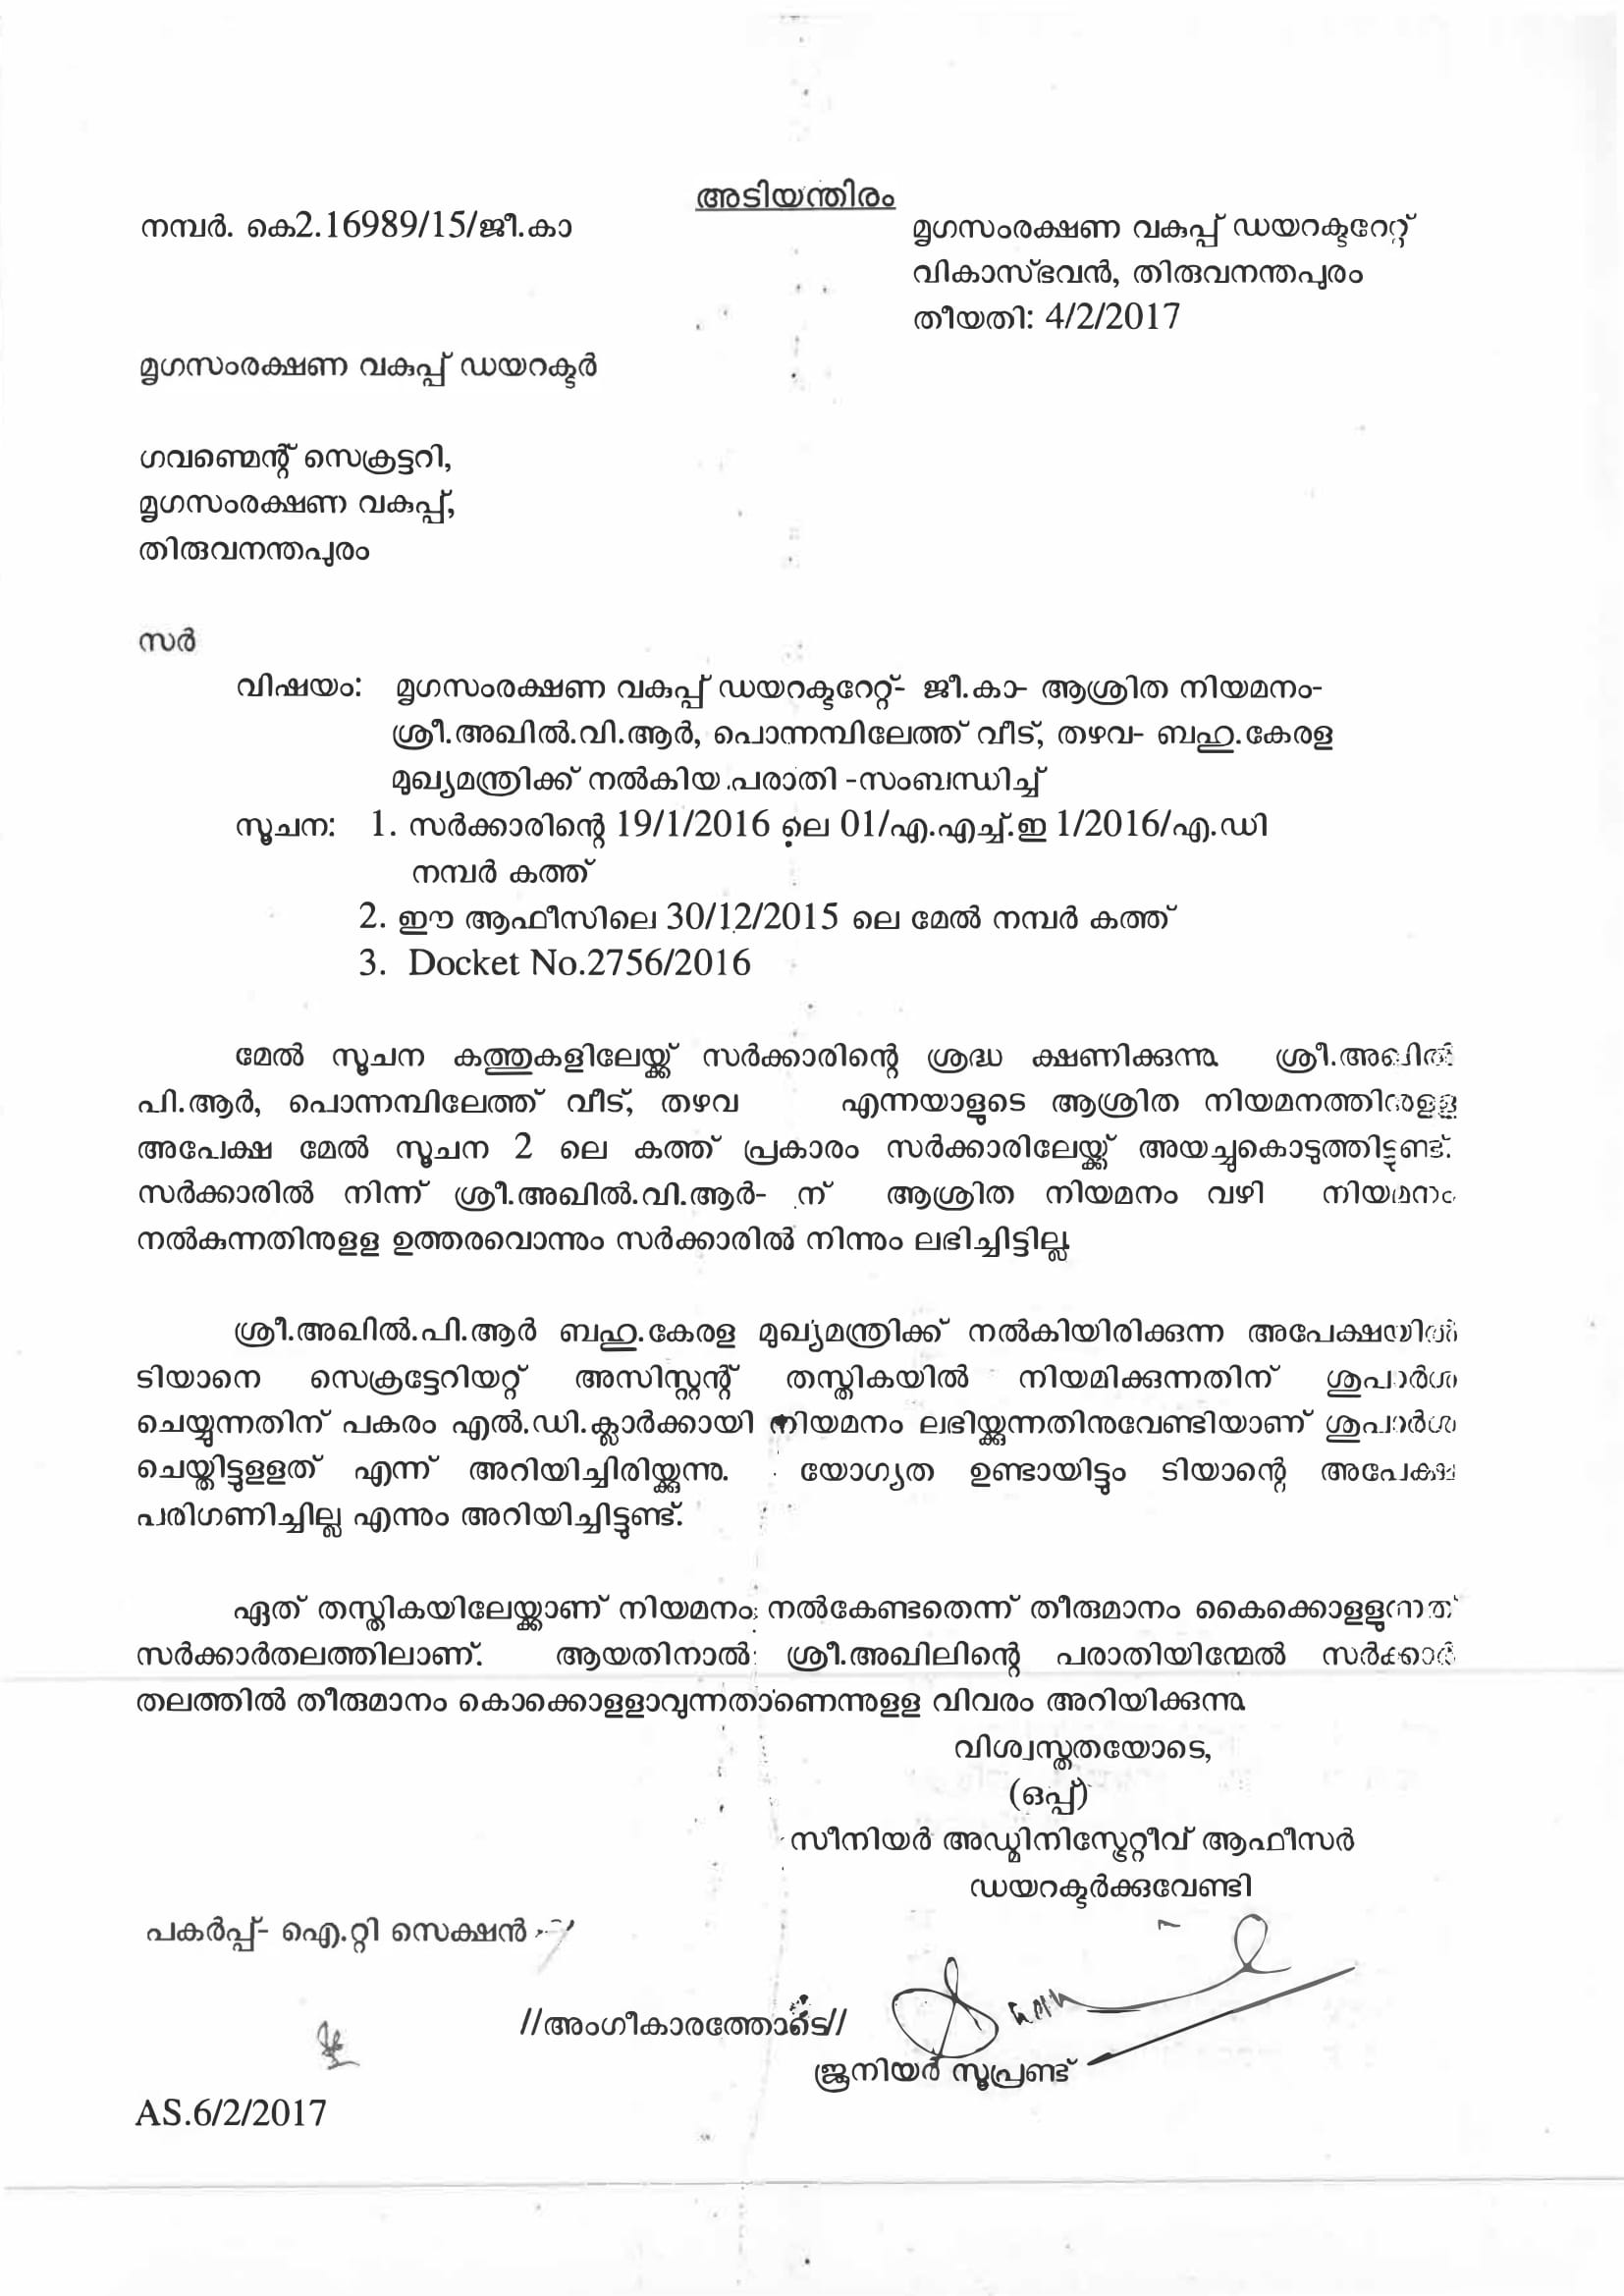 അടിയന്തിരം
നമ്പർ. കെ2.16989/15/ജീ.കാ
മൃഗസംരക്ഷണ വകുപ്പ് ഡയറക്ടറേറ്റ്
വികാസ്ഭവൻ, തിരുവനന്തപുരം
തീയതി: 4/2/2017
മൃഗസംരക്ഷണ വകുപ്പ് ഡയറക്ടർ
ഗവണ്മെന്റ് സെക്രട്ടറി,
മൃഗസംരക്ഷണ വകുപ്പ്,
തിരുവനന്തപുരം
സർ
വിഷയം: മൃഗസംരക്ഷണ വകുപ്പ് ഡയറക്ടറേറ്റ്- ജീ.കാ- ആശ്രിത നിയമനം-
ശ്രീ.അഖിൽ.വി.ആർ, പൊന്നമ്പിലേത്ത് വീട്, തഴവ- ബഹു.കേരള
മുഖ്യമന്ത്രിക്ക് നൽകിയ പരാതി -സംബന്ധിച്ച്
സൂചന: 1. സർക്കാരിന്റെ 19/1/2016 ലെ 01/എ.എച്ച്.ഇ 1/2016/എ.ഡി
നമ്പർ കത്ത്
2. ഈ ആഫീസിലെ 30/12/2015 ലെ മേൽ നമ്പർ കത്ത്
3. Docket No.2756/2016
മേൽ സൂചന കത്തുകളിലേയ്ക്ക് സർക്കാരിന്റെ ശ്രദ്ധ ക്ഷണിക്കുന്നു. ശ്രീ.അഖിൽ
പി.ആർ, പൊന്നമ്പിലേത്ത് വീട്, തഴവ എന്നയാളുടെ ആശ്രിത നിയമനത്തിനുളള
അപേക്ഷ മേൽ സൂചന 2 ലെ കത്ത് പ്രകാരം സർക്കാരിലേയ്ക്ക് അയച്ചുകൊടുത്തിട്ടുണ്ട്.
സർക്കാരിൽ നിന്ന് ശ്രീ.അഖിൽ.വി.ആർ- ന് ആശ്രിത നിയമനം വഴി നിയമനം
നൽകുന്നതിനുളള ഉത്തരവൊന്നും സർക്കാരിൽ നിന്നും ലഭിച്ചിട്ടില്ല.
ശ്രീ.അഖിൽ.പി.ആർ ബഹു.കേരള മുഖ്യമന്ത്രിക്ക് നൽകിയിരിക്കുന്ന അപേക്ഷയിൽ
ടിയാനെ സെക്രട്ടേറിയറ്റ് അസിസ്റ്റന്റ് തസ്തികയിൽ നിയമിക്കുന്നതിന് ശുപാർശ
ചെയ്യുന്നതിന് പകരം എൽ.ഡി.ക്ലാർക്കായി നിയമനം ലഭിയ്ക്കുന്നതിനുവേണ്ടിയാണ് ശുപാർശ
ചെയ്തിട്ടുളളത് എന്ന് അറിയിച്ചിരിയ്ക്കുന്നു. യോഗ്യത ഉണ്ടായിട്ടും ടിയാന്റെ അപേക്ഷ
പരിഗണിച്ചില്ല എന്നും അറിയിച്ചിട്ടുണ്ട്.
ഏത് തസ്തികയിലേയ്ക്കാണ് നിയമനം നൽകേണ്ടതെന്ന് തീരുമാനം കൈക്കൊളളുന്നത്
സർക്കാർതലത്തിലാണ്. ആയതിനാൽ ശ്രീ.അഖിലിന്റെ പരാതിയിന്മേൽ സർക്കാർ
തലത്തിൽ തീരുമാനം കൊക്കൊളളാവുന്നതാണെന്നുളള വിവരം അറിയിക്കുന്നു.
വിശ്വസ്തതയോടെ,
(ഒപ്പ്)
സീനിയർ അഡ്മിനിസ്ട്രേറ്റീവ് ആഫീസർ
ഡയറക്ടർക്കുവേണ്ടി
പകർപ്പ്- ഐ.റ്റി സെക്ഷൻ
//അംഗീകാരത്തോടെ//
ജൂനിയർ സൂപ്രണ്ട്
AS.6/2/2017